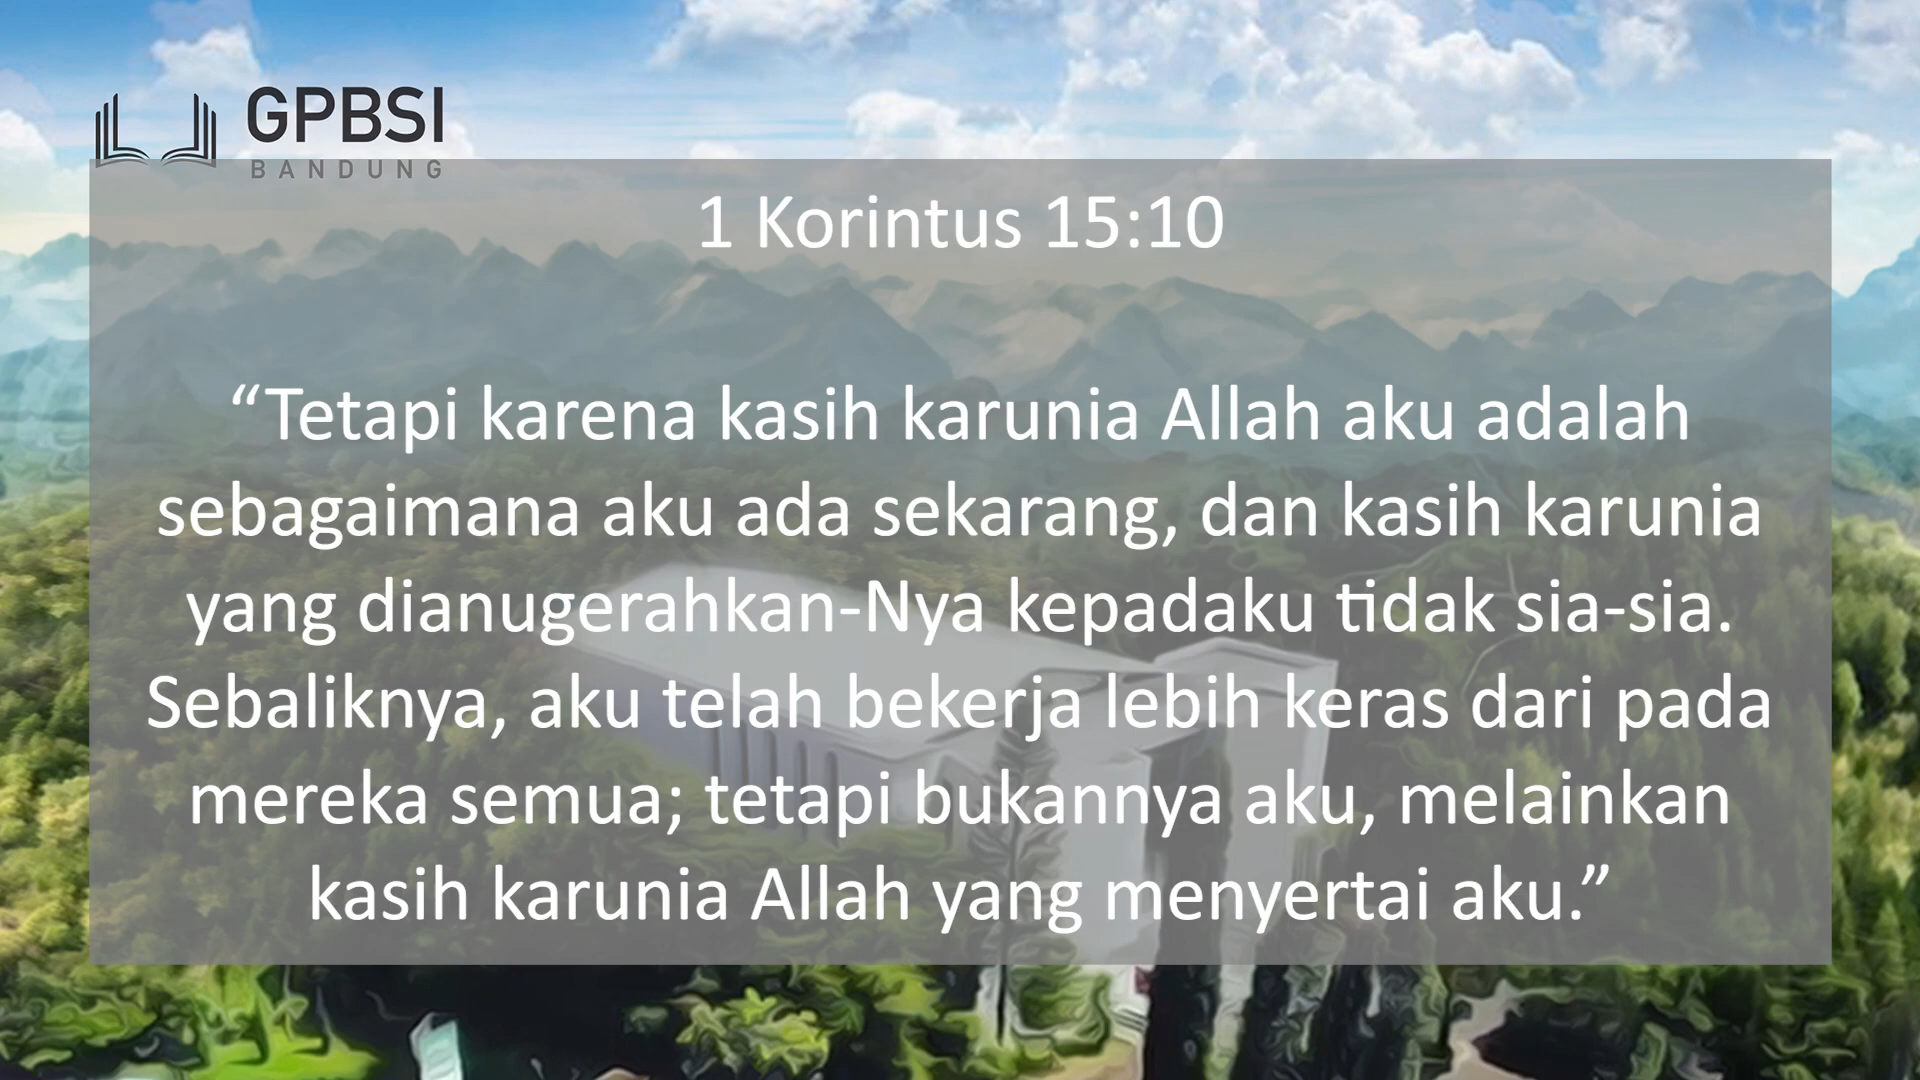 GPBSI
BANDUNG
1 Korintus 15:10
“Tetapi karena kasih karunia Allah aku adalah
sebagaimana aku ada sekarang, dan kasih karunia
yang dianugerahkan-Nya kepadaku tidak sia-sia.
Sebaliknya, aku telah bekerja lebih keras dari pada
mereka semua; tetapi bukannya aku, melainkan
kasih karunia Allah yang menyertai aku.”